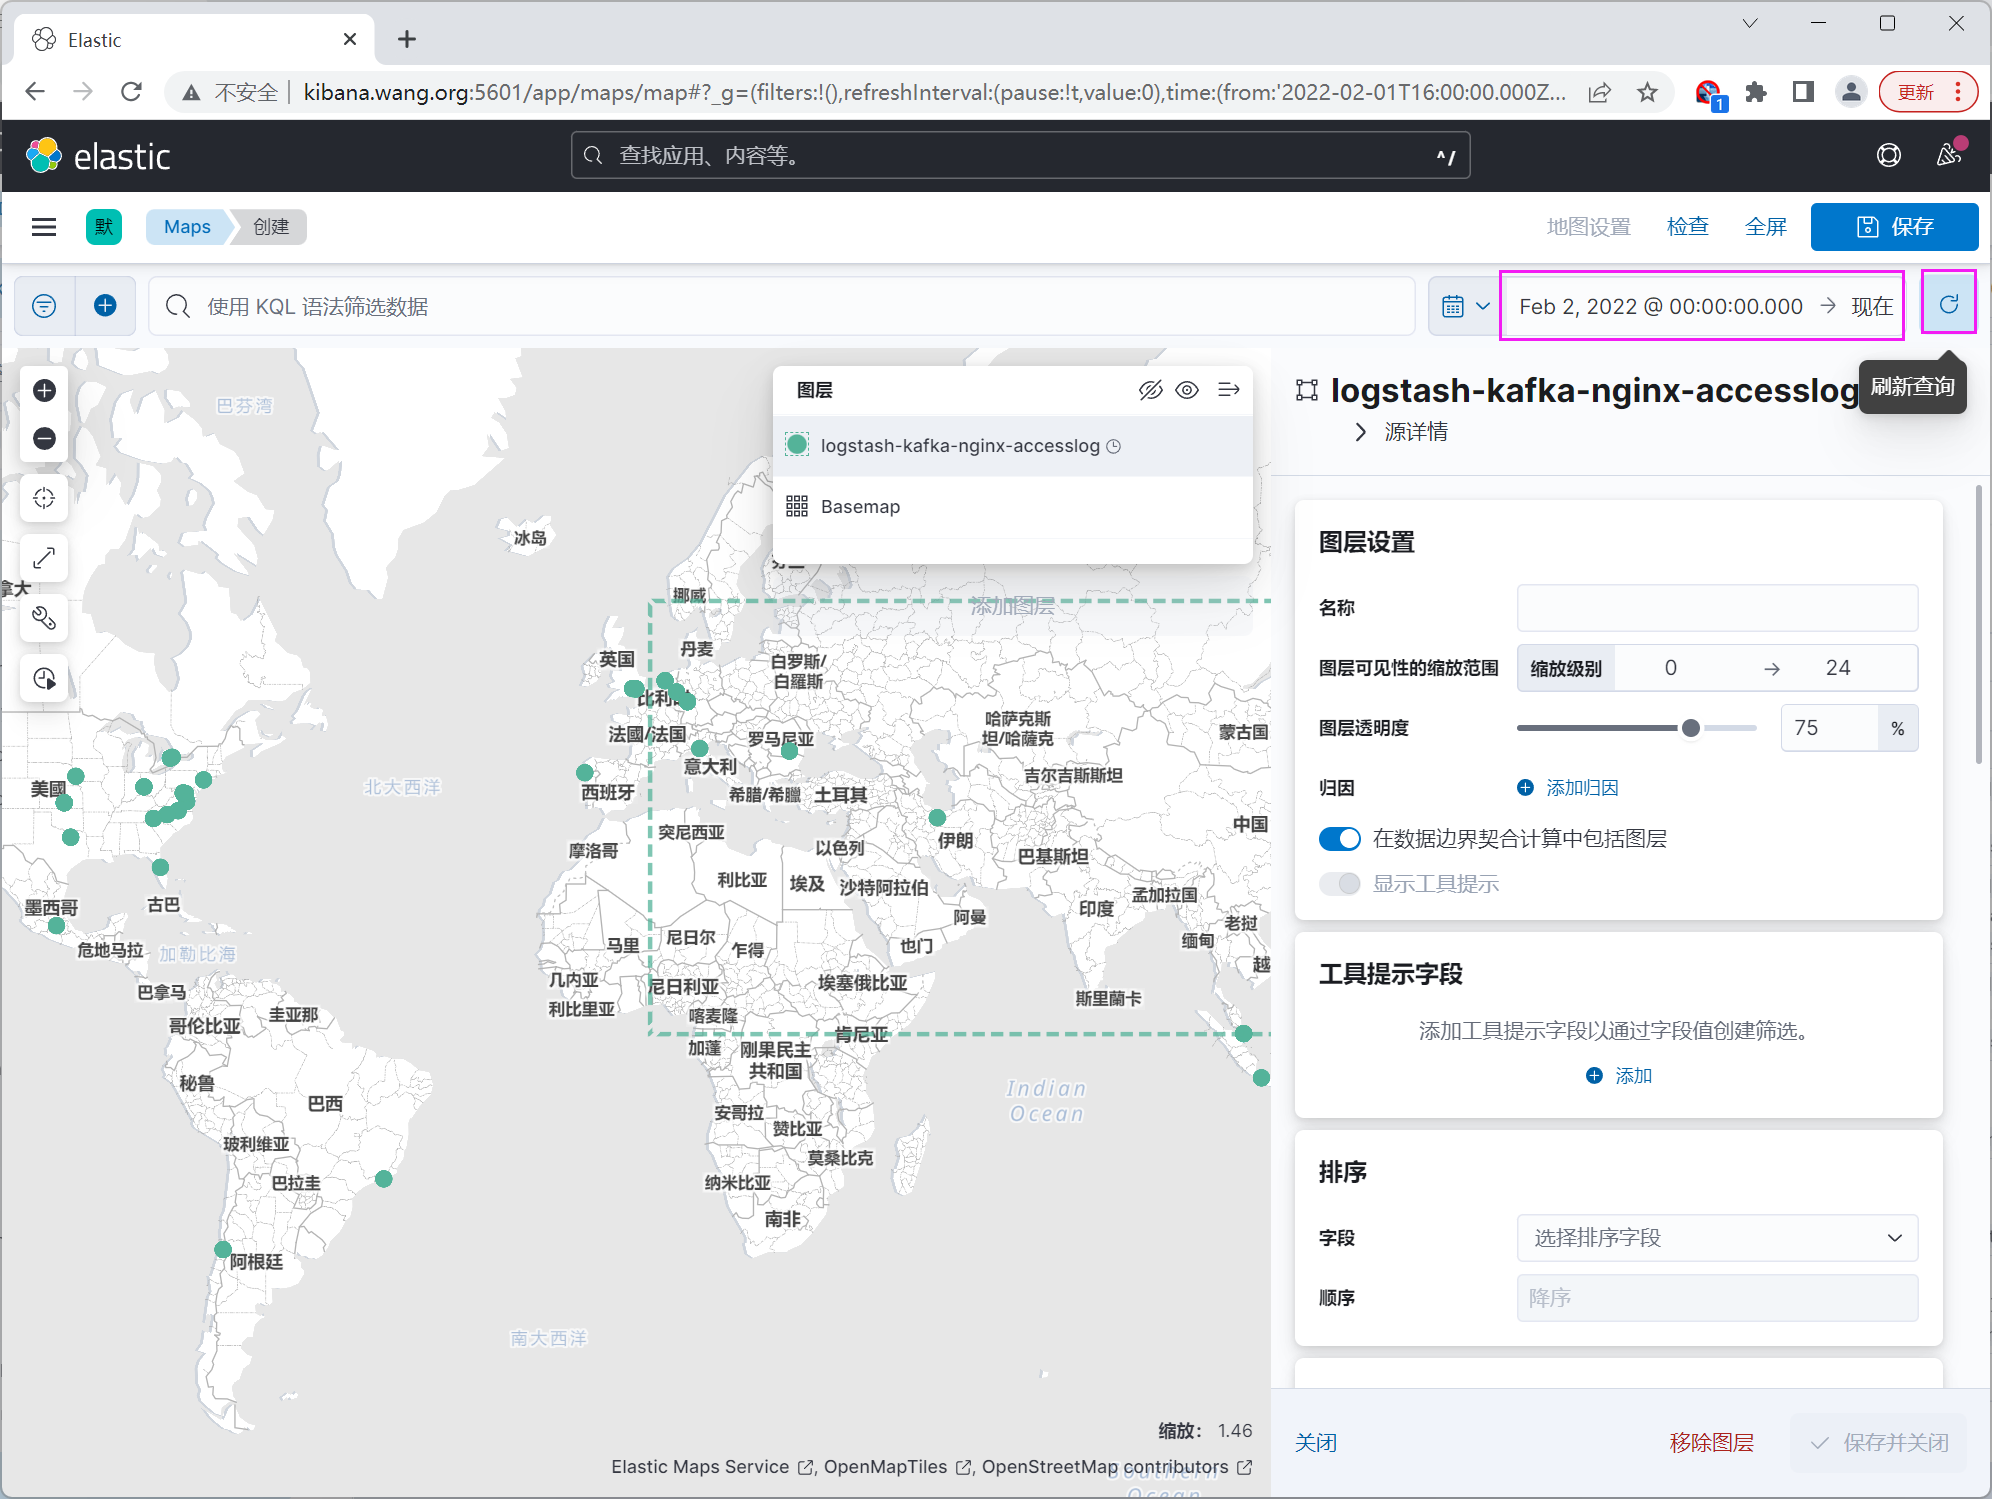 Elastic
不安全
kibana.wang.org:5601/app/maps/map#?_g=(filters:!(),refreshInterval:(pause:!t,value:0),time:(from:'2022-02-01T16:00:00.000Z...
1
更新
elastic
查找应用、内容等。
^/
默
Maps
创建
地图设置
检查
全屏
保存
使用 KQL 语法筛选数据
Feb 2, 2022 @ 00:00:00.000 → 现在
刷新查询
图层
logstash-kafka-nginx-accesslog
Basemap
添加图层
logstash-kafka-nginx-accesslog
源详情
图层设置
名称
图层可见性的缩放范围
缩放级别 0 → 24
图层透明度
75 %
归因
添加归因
在数据边界契合计算中包括图层
显示工具提示
工具提示字段
添加工具提示字段以通过字段值创建筛选。
添加
排序
字段
选择排序字段
顺序
降序
关闭
移除图层
保存并关闭
巴芬湾
冰岛
拿大
挪威
丹麦
英国
白罗斯/
白羅斯
法國/法国
罗马尼亚
意大利
西班牙
希腊/希臘
土耳其
哈萨克斯
坦/哈薩克
蒙古国
吉尔吉斯斯坦
中国
美國
北大西洋
突尼西亚
摩洛哥
以色列
伊朗
巴基斯坦
利比亚
埃及
沙特阿拉伯
孟加拉国
印度
阿曼
老挝
缅甸
墨西哥
古巴
危地马拉
加勒比海
马里
尼日尔
乍得
也门
越
巴拿马
几内亚
尼日利亚
埃塞俄比亚
斯里蘭卡
利比里亚
喀麦隆
圭亚那
哥伦比亚
肯尼亚
加蓬
刚果民主
共和国
秘鲁
巴西
安哥拉
赞比亚
Indian
Ocean
玻利维亚
莫桑比克
巴拉圭
纳米比亚
南非
阿根廷
南大西洋
缩放： 1.46
Elastic Maps Service , OpenMapTiles , OpenStreetMap contributors
Southern
Ocean